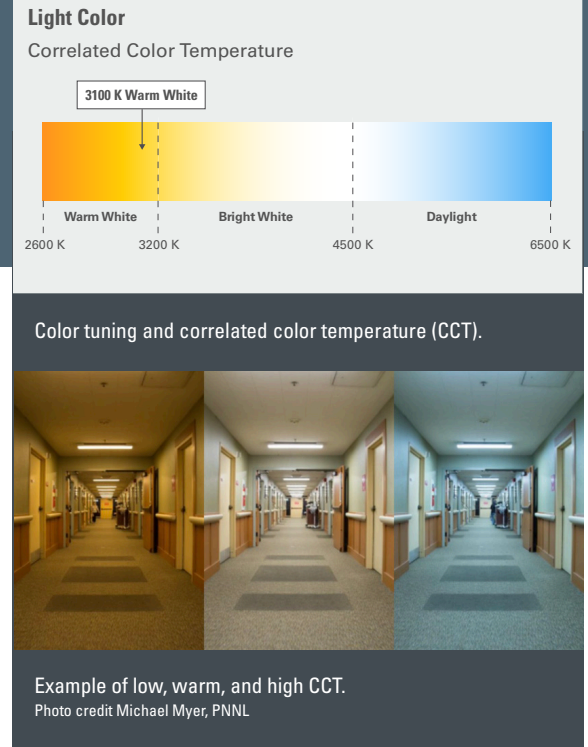 Light Color
Correlated Color Temperature
3100 K Warm White
Warm White Bright White Daylight
2600 K 3200 K 4500 K 6500 K
Color tuning and correlated color temperature (CCT).
Example of low, warm, and high CCT.
Photo credit Michael Myer, PNNL